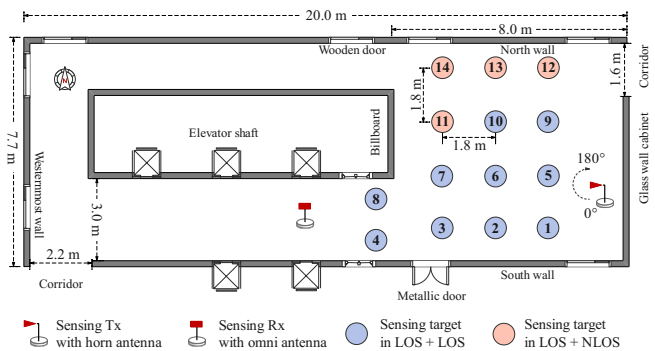 20.0 m
8.0 m
Wooden door
North wall
Corridor
14
13
12
1.6 m
N
1.8 m
7.7 m
Elevator shaft
Billboard
11
10
9
1.8 m
Glass wall cabinet
Westernmost wall
180°
7
6
5
0°
8
3.0 m
3
2
1
4
2.2 m
South wall
Corridor
Metallic door
Sensing Tx
with horn antenna
Sensing Rx
with omni antenna
Sensing target
in LOS + LOS
Sensing target
in LOS + NLOS